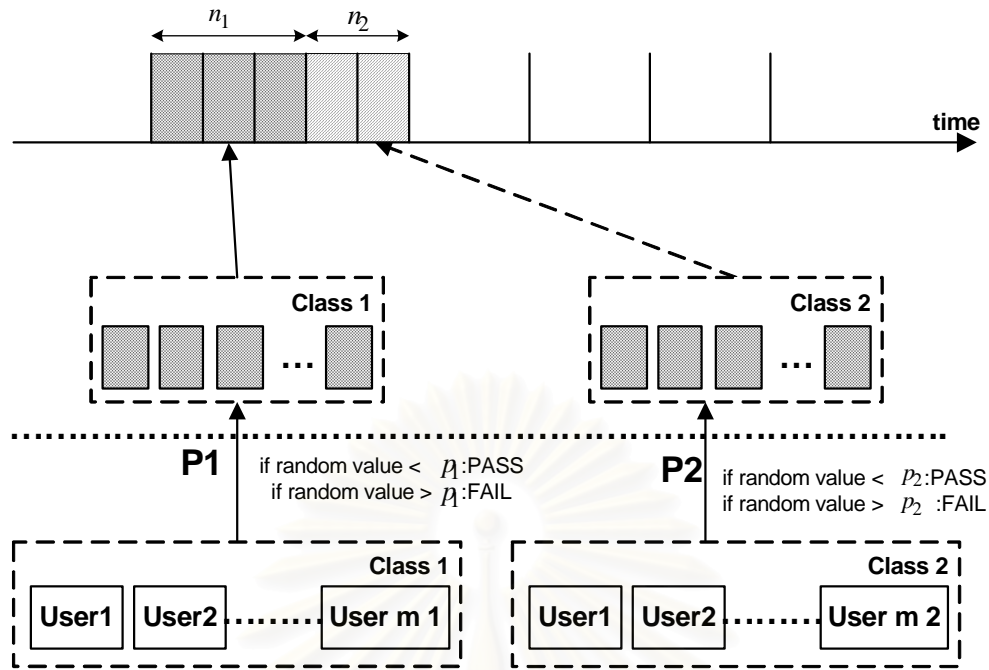 n1 n2
time
Class 1 Class 2
... ...
P1 if random value < p1:PASS
if random value > p1:FAIL
P2 if random value < p2:PASS
if random value > p2 :FAIL
Class 1 Class 2
User1 User2 ........ User m 1 User1 User2 ........ User m 2